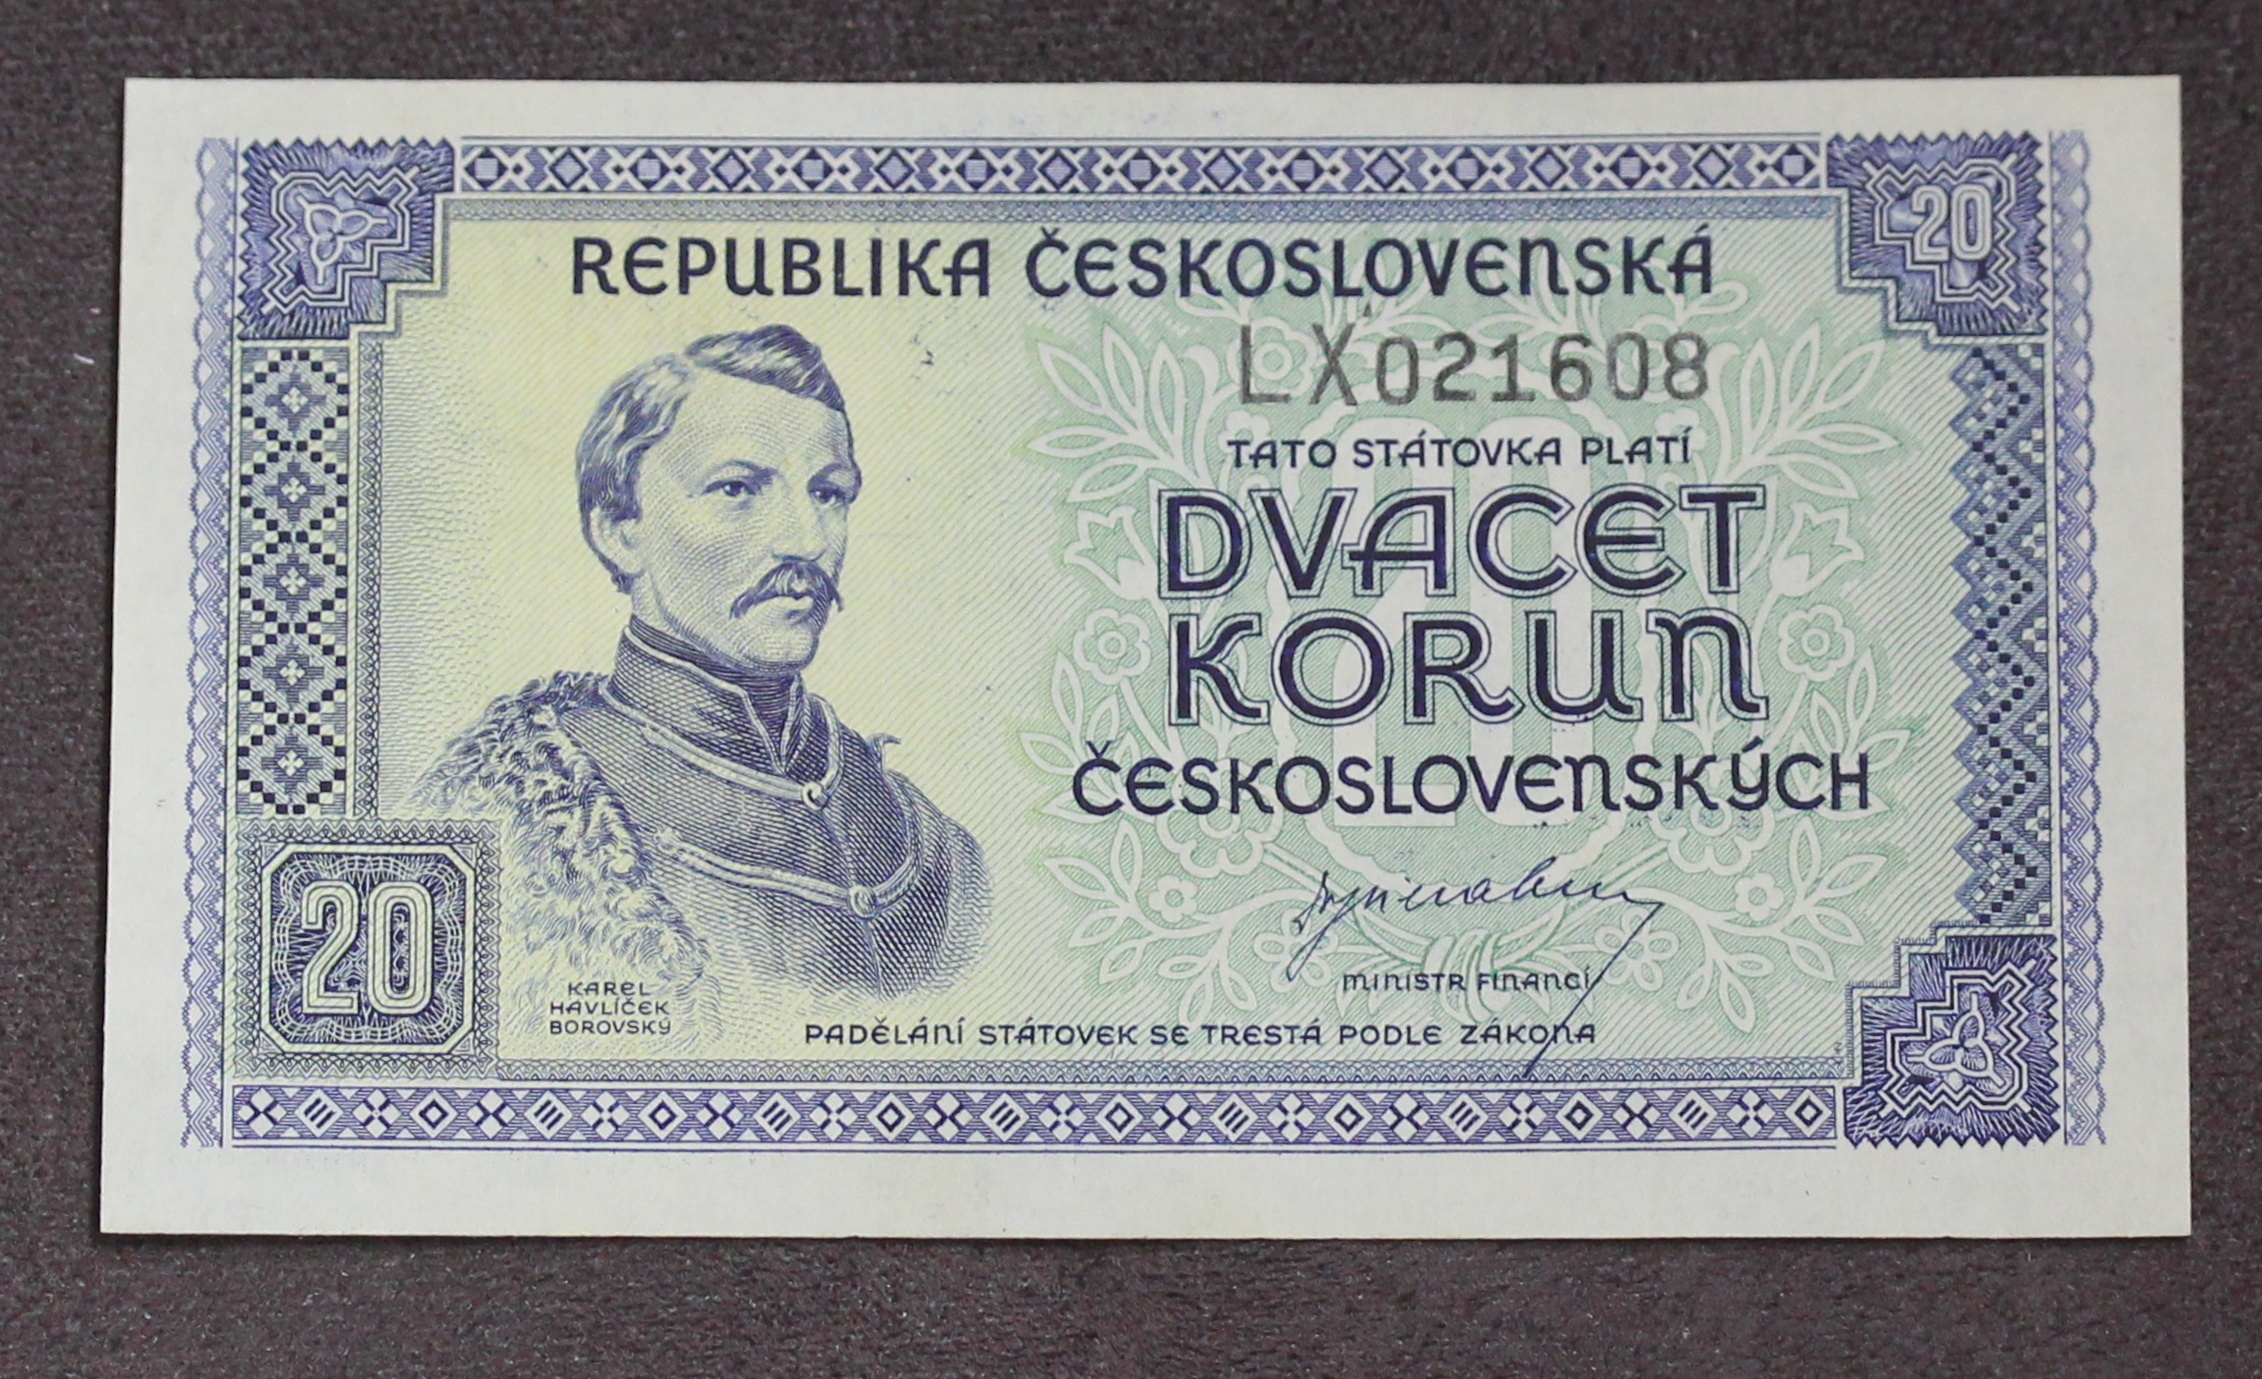 20
REPUBLIKA ČESKOSLOVENSKÁ
LX021608
TATO STÁTOVKA PLATÍ
DVACET
KORUN
ČESKOSLOVENSKÝCH
MINISTR FINANCÍ
20
KAREL
HAVLÍČEK
BOROVSKÝ
PADĚLÁNÍ STÁTOVEK SE TRESTÁ PODLE ZÁKONA